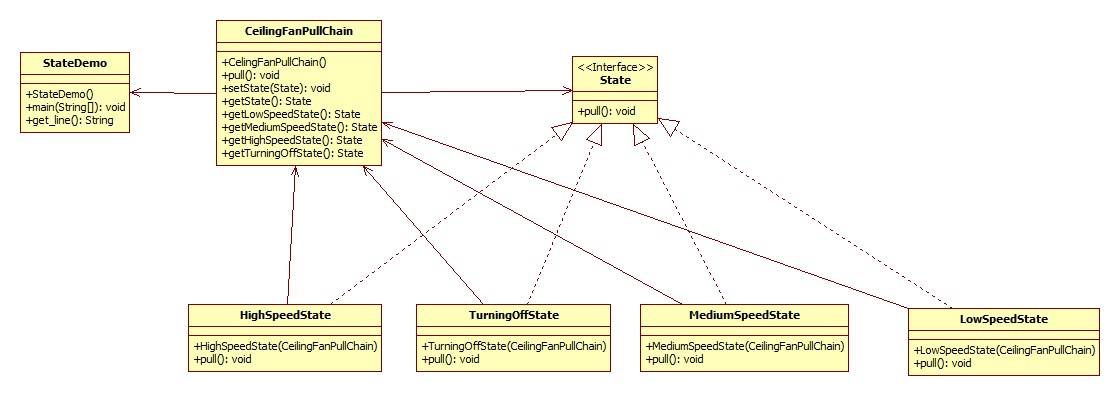 StateDemo
+StateDemo()
+main(String[]): void
+get_line(): String
CeilingFanPullChain
+CelingFanPullChain()
+pull(): void
+setState(State): void
+getState(): State
+getLowSpeedState(): State
+getMediumSpeedState(): State
+getHighSpeedState(): State
+getTurningOffState(): State
<<Interface>>
State
+pull(): void
HighSpeedState
+HighSpeedState(CeilingFanPullChain)
+pull(): void
TurningOffState
+TurningOffState(CeilingFanPullChain)
+pull(): void
MediumSpeedState
+MediumSpeedState(CeilingFanPullChain)
+pull(): void
LowSpeedState
+LowSpeedState(CeilingFanPullChain)
+pull(): void